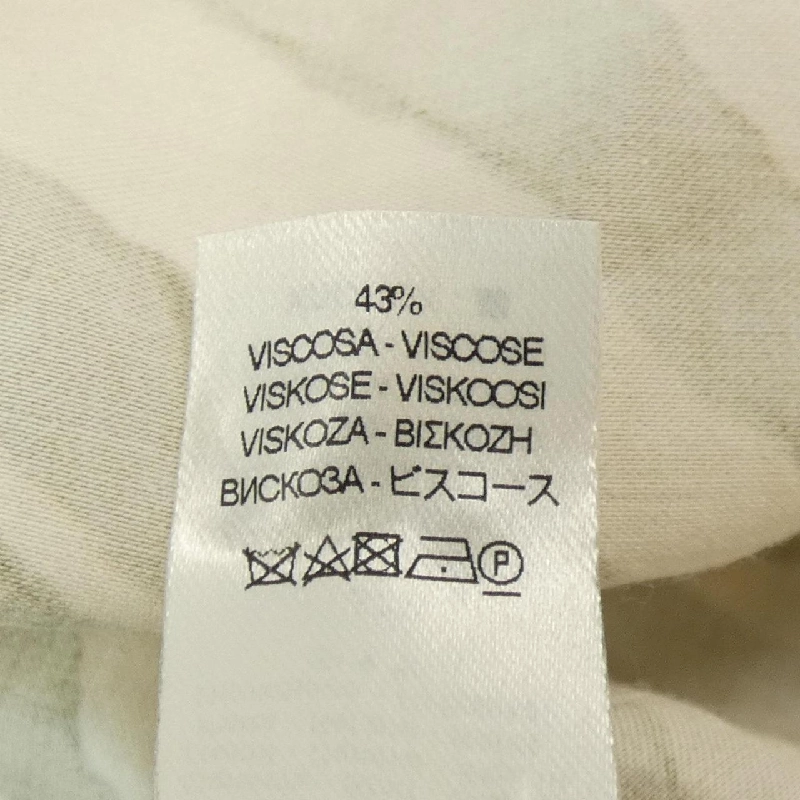 43%
VISCOSA - VISCOSE
VISKOSE - VISKOOSI
VISKOZA - ΒΙΣΚΟΖΗ
ВИСКОЗА - ビスコース
P